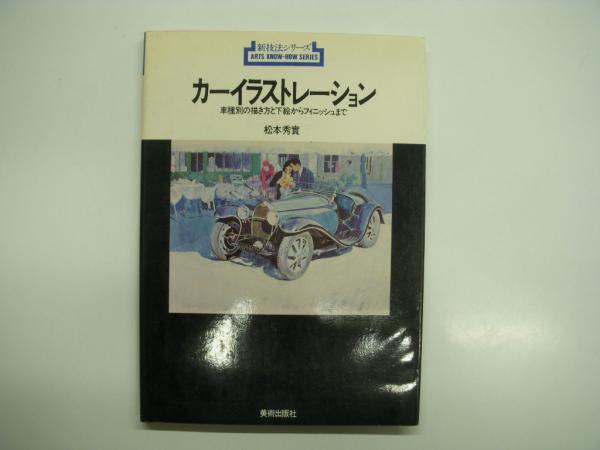 新技法シリーズ
ARTS KNOW-HOW SERIES
カーイラストレーション
車種別の描き方と下絵からフィニッシュまで
松本秀實
美術出版社